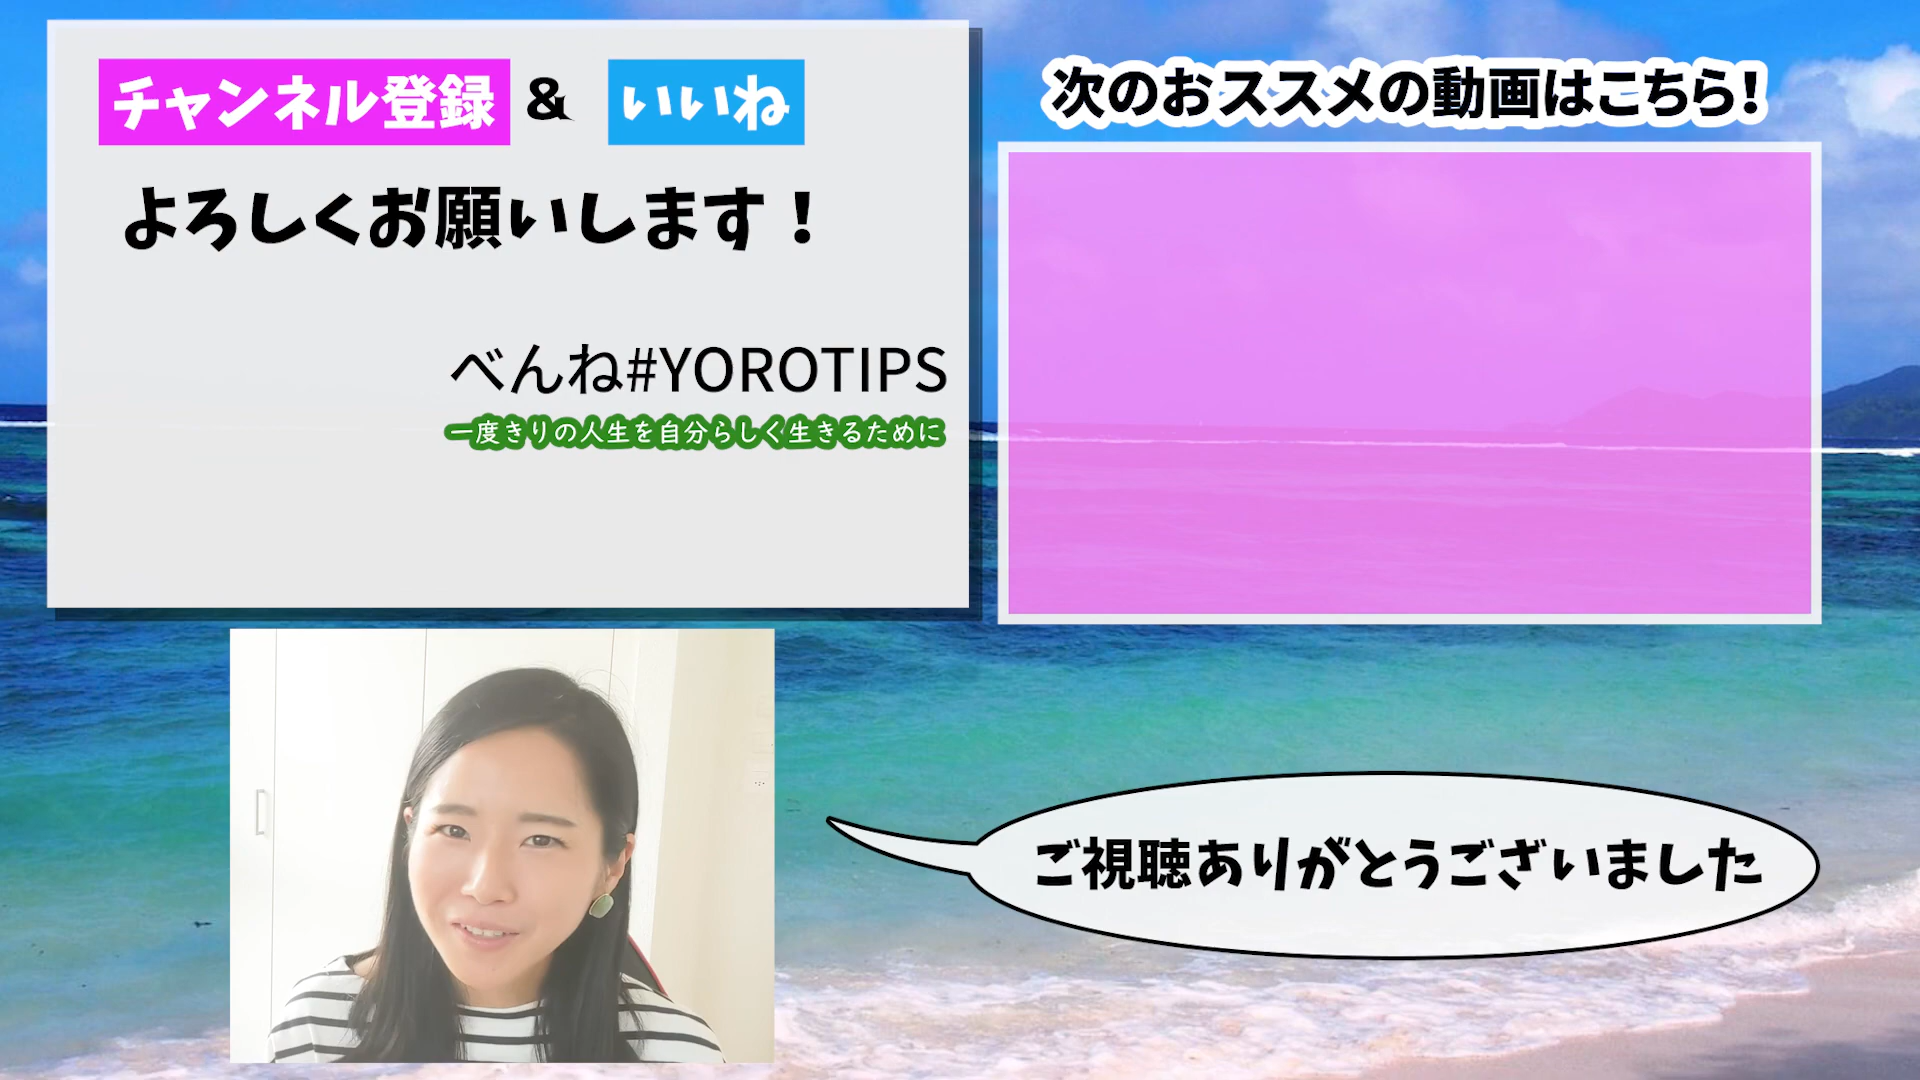 チャンネル登録 & いいね
よろしくお願いします！
べんね#YOROTIPS
一度きりの人生を自分らしく生きるために
次のおススメの動画はこちら！
ご視聴ありがとうございました